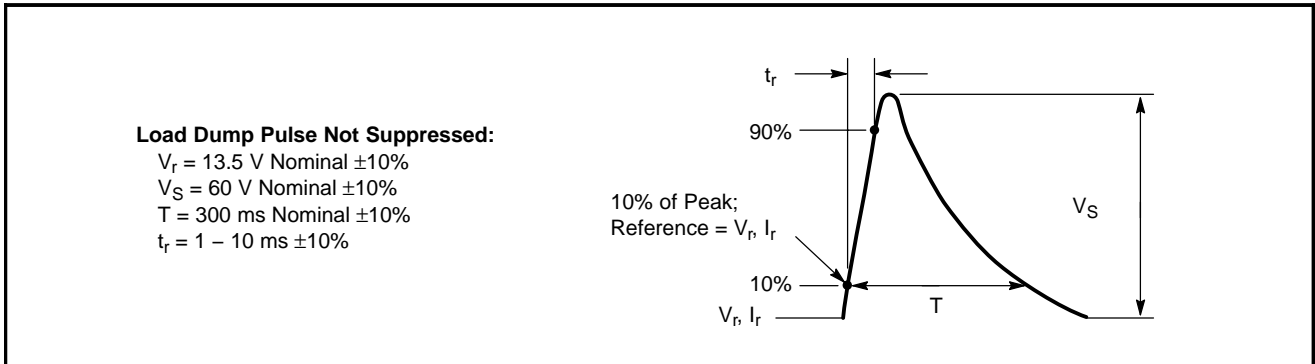 Load Dump Pulse Not Suppressed:
Vr = 13.5 V Nominal ±10%
VS = 60 V Nominal ±10%
T = 300 ms Nominal ±10%
tr = 1 – 10 ms ±10%
tr
90%
10% of Peak;
Reference = Vr, Ir
10%
Vr, Ir
T
VS